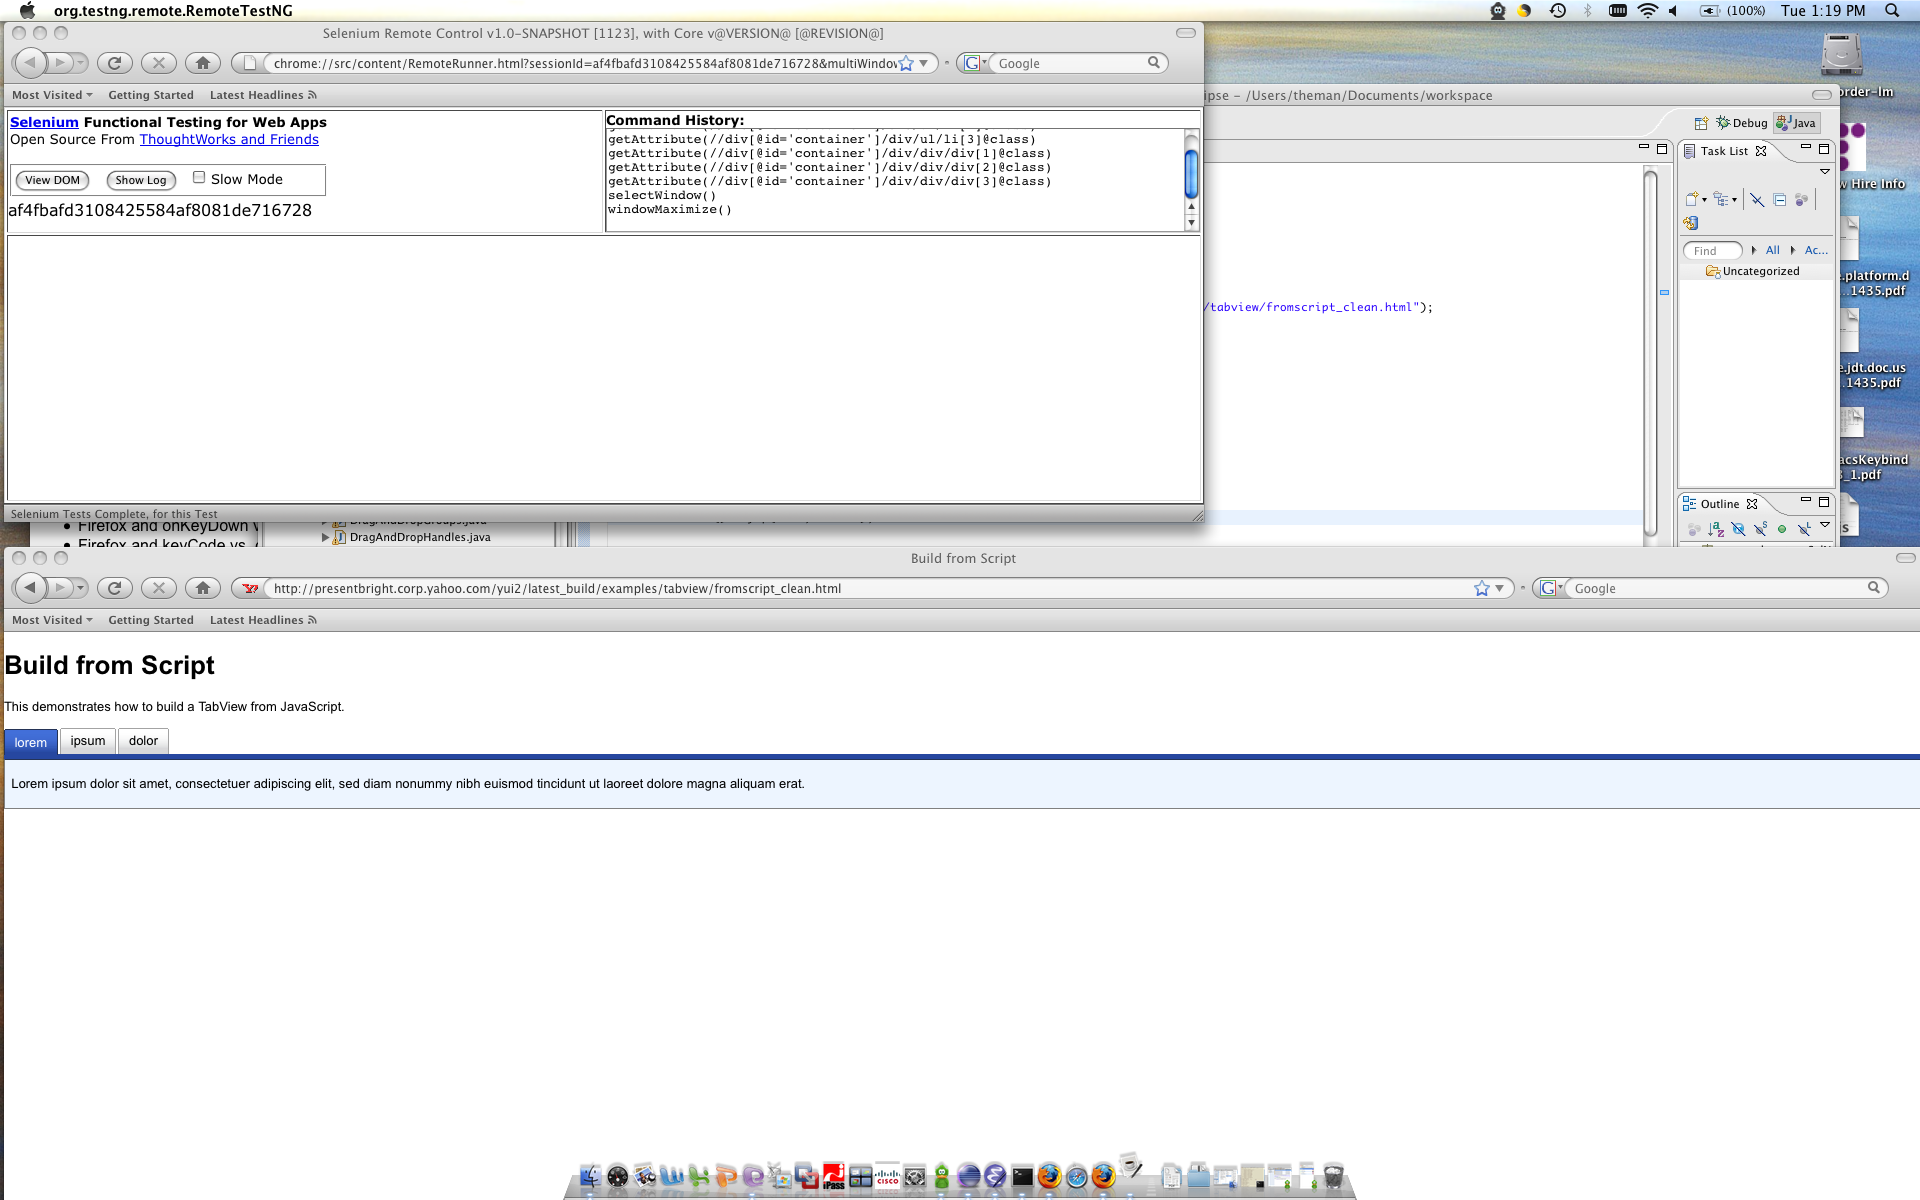 org.testng.remote.RemoteTestNG
(100%) Tue 1:19 PM
Selenium Remote Control v1.0-SNAPSHOT [1123], with Core v@VERSION@ [@REVISION@]
chrome://src/content/RemoteRunner.html?sessionId=af4fbafd3108425584af8081de716728&multiWindow
Google
Most Visited Getting Started Latest Headlines
Selenium Functional Testing for Web Apps
Open Source From ThoughtWorks and Friends
View DOM Show Log Slow Mode
af4fbafd3108425584af8081de716728
Command History:
getAttribute(//div[@id='container']/div/ul/li[3]@class)
getAttribute(//div[@id='container']/div/div/div[1]@class)
getAttribute(//div[@id='container']/div/div/div[2]@class)
getAttribute(//div[@id='container']/div/div/div[3]@class)
selectWindow()
windowMaximize()
Selenium Tests Complete, for this Test
ipse - /Users/theman/Documents/workspace
Debug Java
Task List
Find All Ac...
Uncategorized
/tabview/fromscript_clean.html");
Outline
order-lm
w Hire Info
e.platform.d
...1435.pdf
e.jdt.doc.us
...1435.pdf
acsKeybind
_1.pdf
s
Firefox and onKeyDown
Firefox and keyCode vs.
DragAndDropGroups.java
DragAndDropHandles.java
Build from Script
http://presentbright.corp.yahoo.com/yui2/latest_build/examples/tabview/fromscript_clean.html
Google
Most Visited Getting Started Latest Headlines
Build from Script
This demonstrates how to build a TabView from JavaScript.
lorem ipsum dolor
Lorem ipsum dolor sit amet, consectetuer adipiscing elit, sed diam nonummy nibh euismod tincidunt ut laoreet dolore magna aliquam erat.
iPass
CISCO